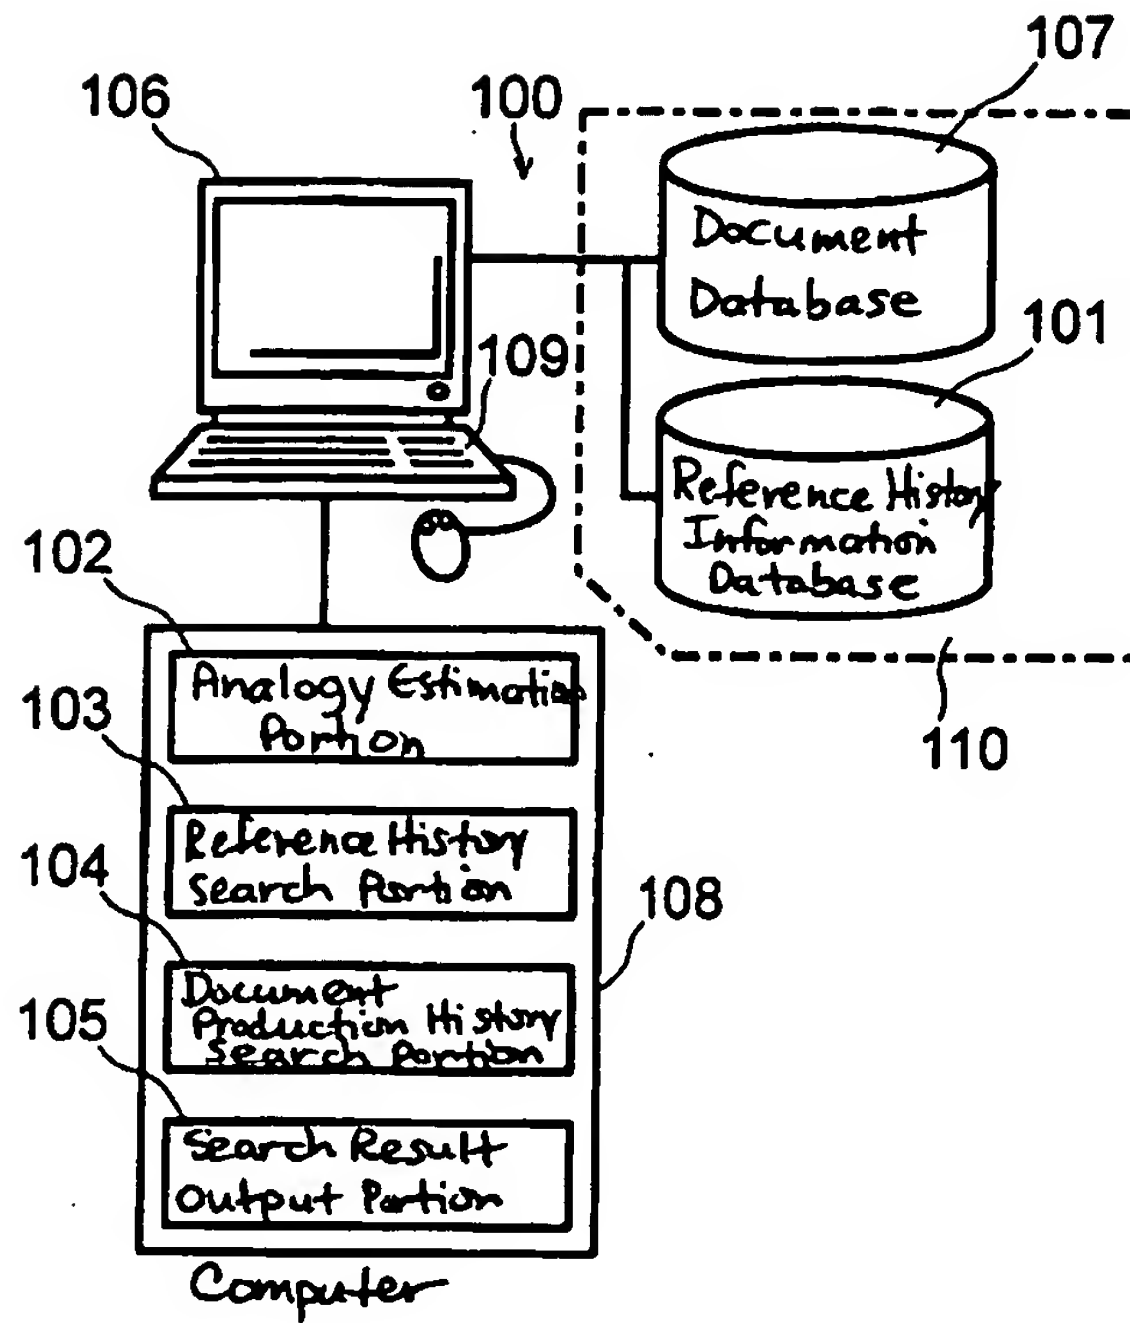 107
106
100
Document
Database
109
101
Reference History
Information
Database
102
Analogy Estimation
Portion
103
110
Reference History
Search Portion
104
108
Document
Production History
Search Portion
105
Search Result
Output Portion
Computer